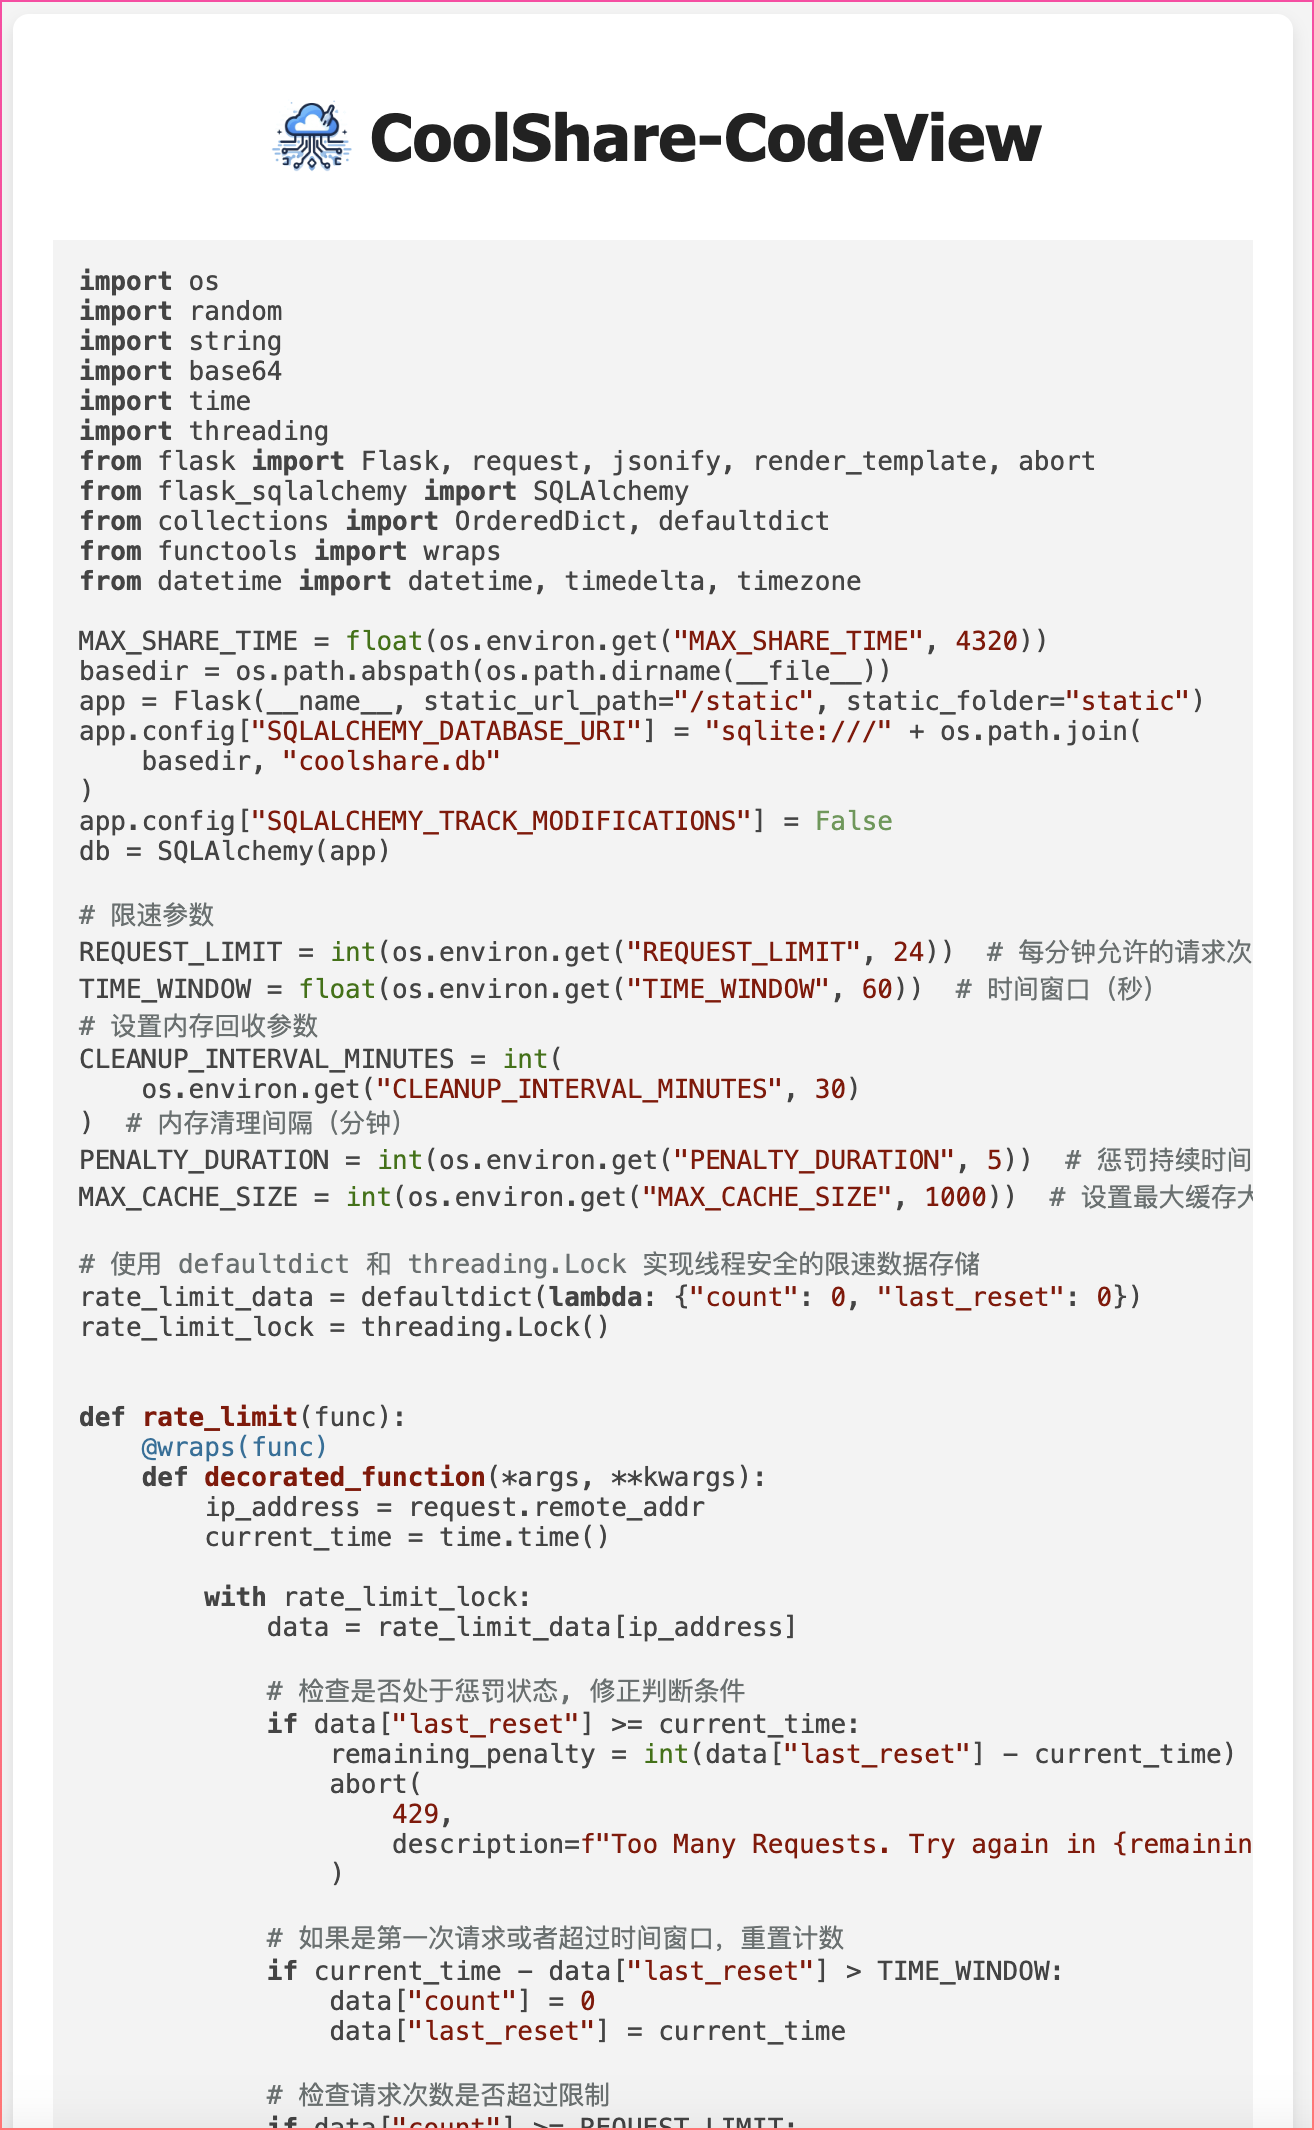 CoolShare-CodeView
import os
import random
import string
import base64
import time
import threading
from flask import Flask, request, jsonify, render_template, abort
from flask_sqlalchemy import SQLAlchemy
from collections import OrderedDict, defaultdict
from functools import wraps
from datetime import datetime, timedelta, timezone

MAX_SHARE_TIME = float(os.environ.get("MAX_SHARE_TIME", 4320))
basedir = os.path.abspath(os.path.dirname(__file__))
app = Flask(__name__, static_url_path="/static", static_folder="static")
app.config["SQLALCHEMY_DATABASE_URI"] = "sqlite:///" + os.path.join(
    basedir, "coolshare.db"
)
app.config["SQLALCHEMY_TRACK_MODIFICATIONS"] = False
db = SQLAlchemy(app)

# 限速参数
REQUEST_LIMIT = int(os.environ.get("REQUEST_LIMIT", 24))  # 每分钟允许的请求次
TIME_WINDOW = float(os.environ.get("TIME_WINDOW", 60))  # 时间窗口（秒）
# 设置内存回收参数
CLEANUP_INTERVAL_MINUTES = int(
    os.environ.get("CLEANUP_INTERVAL_MINUTES", 30)
)  # 内存清理间隔（分钟）
PENALTY_DURATION = int(os.environ.get("PENALTY_DURATION", 5))  # 惩罚持续时间
MAX_CACHE_SIZE = int(os.environ.get("MAX_CACHE_SIZE", 1000))  # 设置最大缓存大

# 使用 defaultdict 和 threading.Lock 实现线程安全的限速数据存储
rate_limit_data = defaultdict(lambda: {"count": 0, "last_reset": 0})
rate_limit_lock = threading.Lock()


def rate_limit(func):
    @wraps(func)
    def decorated_function(*args, **kwargs):
        ip_address = request.remote_addr
        current_time = time.time()

        with rate_limit_lock:
            data = rate_limit_data[ip_address]

            # 检查是否处于惩罚状态, 修正判断条件
            if data["last_reset"] >= current_time:
                remaining_penalty = int(data["last_reset"] - current_time)
                abort(
                    429,
                    description=f"Too Many Requests. Try again in {remainin
                )

            # 如果是第一次请求或者超过时间窗口，重置计数
            if current_time - data["last_reset"] > TIME_WINDOW:
                data["count"] = 0
                data["last_reset"] = current_time

            # 检查请求次数是否超过限制
            if data["count"] >= REQUEST_LIMIT: